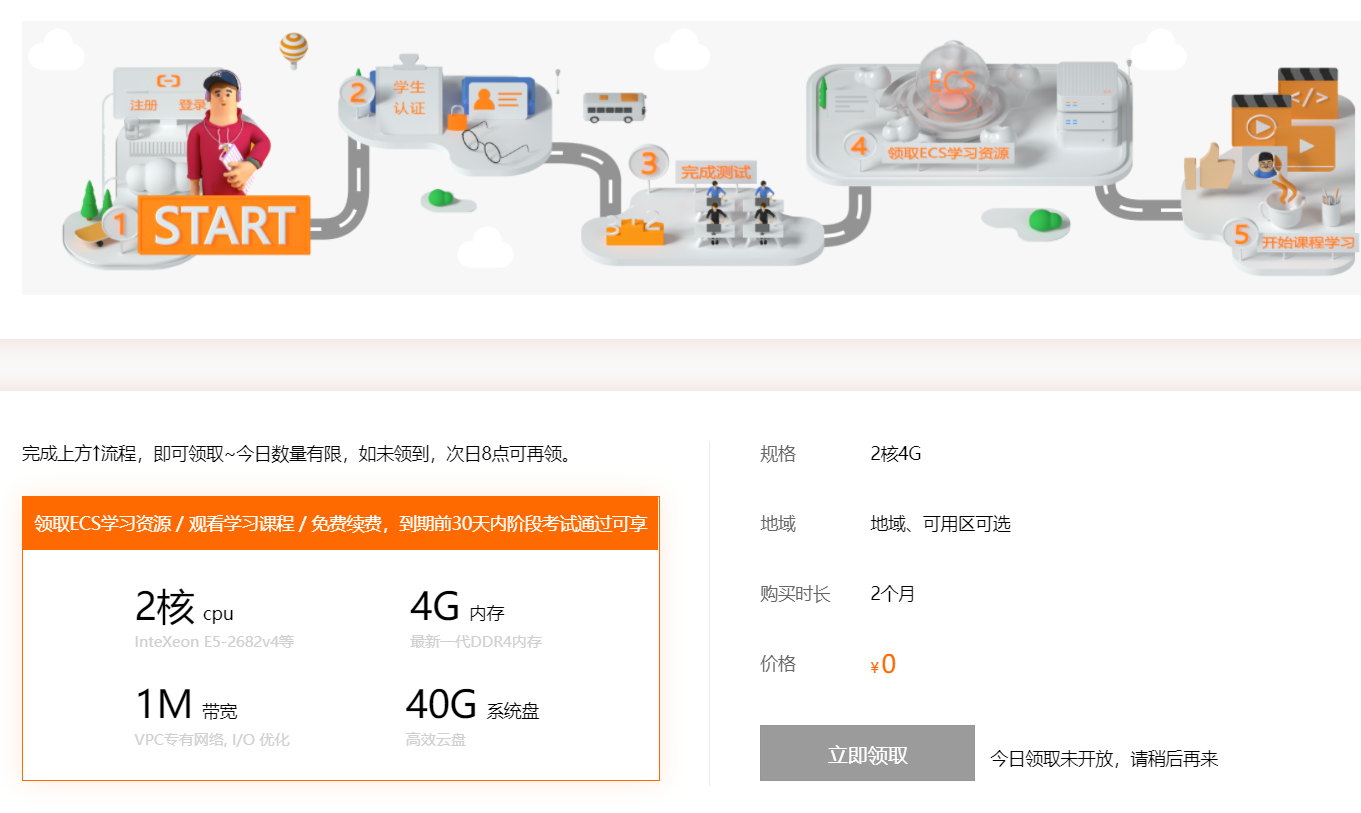 注册 登录
1
START
2
学生
认证
3
完成测试
ECS
4
领取ECS学习资源
</>
5
开始课程学习
完成上方↑流程，即可领取~今日数量有限，如未领到，次日8点可再领。
领取ECS学习资源 / 观看学习课程 / 免费续费，到期前30天内阶段考试通过可享
2核 cpu
InteXeon E5-2682v4等
4G 内存
最新一代DDR4内存
1M 带宽
VPC专有网络, I/O 优化
40G 系统盘
高效云盘
规格 2核4G
地域 地域、可用区可选
购买时长 2个月
价格 ¥0
立即领取 今日领取未开放，请稍后再来